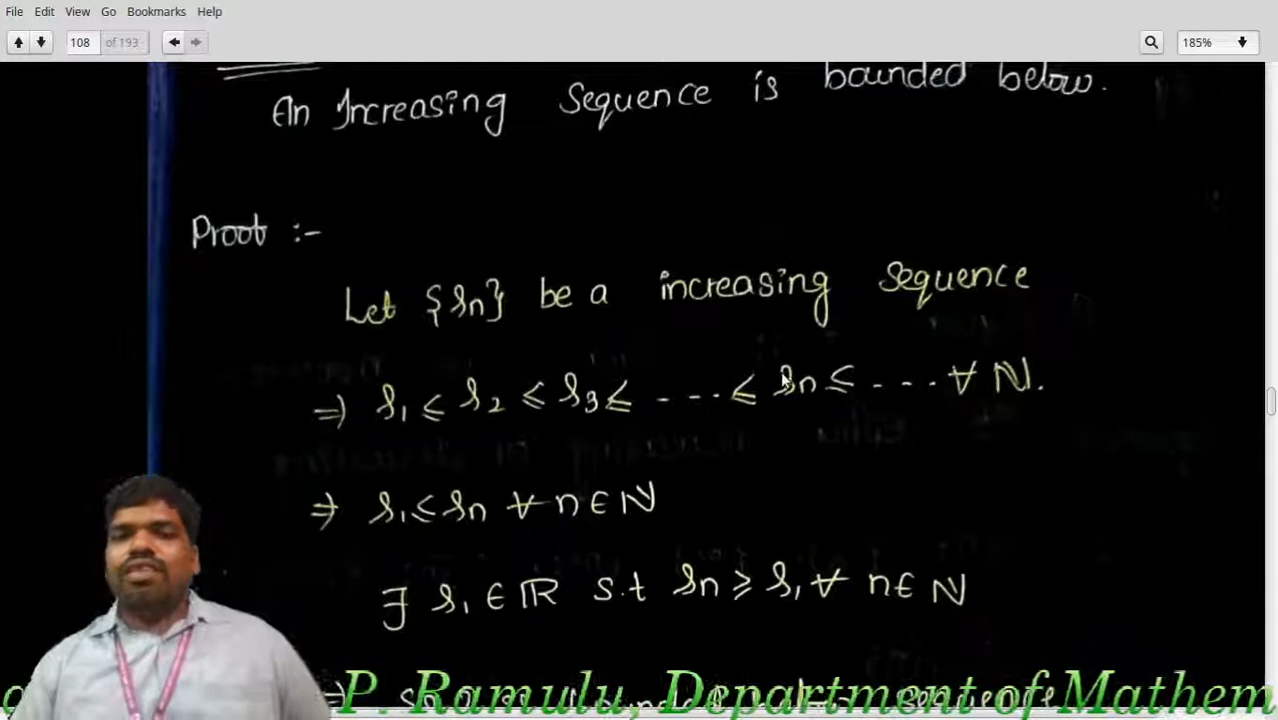 File Edit View Go Bookmarks Help
108 of 193 185%
An Increasing Sequence is bounded below.
Proof :-
Let {Sn} be a increasing sequence
⇒ S₁ ≤ S₂ ≤ S₃ ≤ ---- ≤ Sn ≤ ---- ∀ ℕ.
⇒ S₁ ≤ Sn ∀ n ∈ ℕ
∃ S₁ ∈ ℝ s.t Sn ≥ S₁ ∀ n ∈ ℕ
P. Ramulu, Department of Mathem